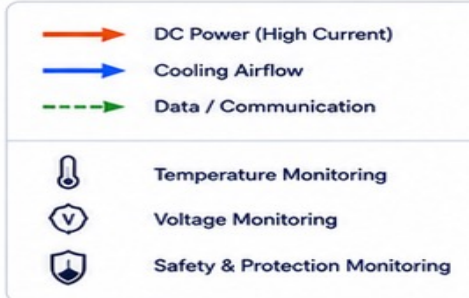 DC Power (High Current)
Cooling Airflow
Data / Communication
Temperature Monitoring
V
Voltage Monitoring
Safety & Protection Monitoring